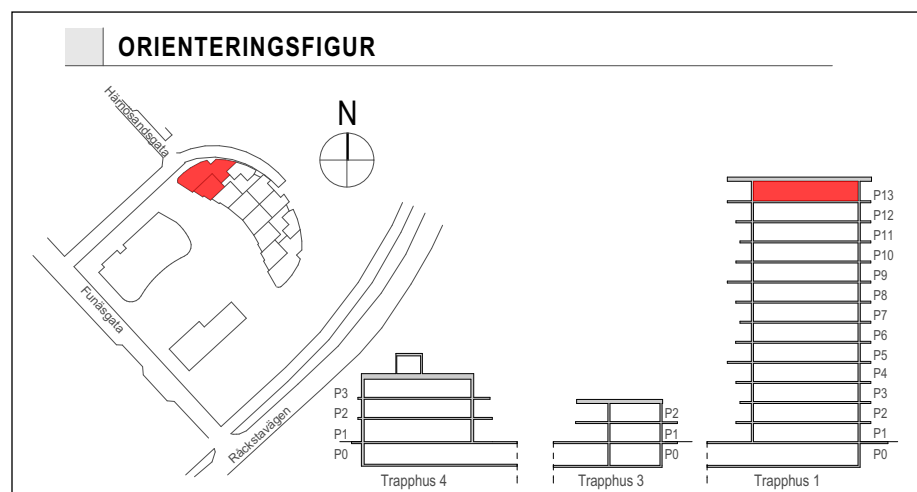 ORIENTERINGSFIGUR
Härnösandsgata
N
Funäsgata
Råckstavägen
P3
P2
P1
P0
Trapphus 4
P2
P1
P0
Trapphus 3
P13
P12
P11
P10
P9
P8
P7
P6
P5
P4
P3
P2
P1
P0
Trapphus 1